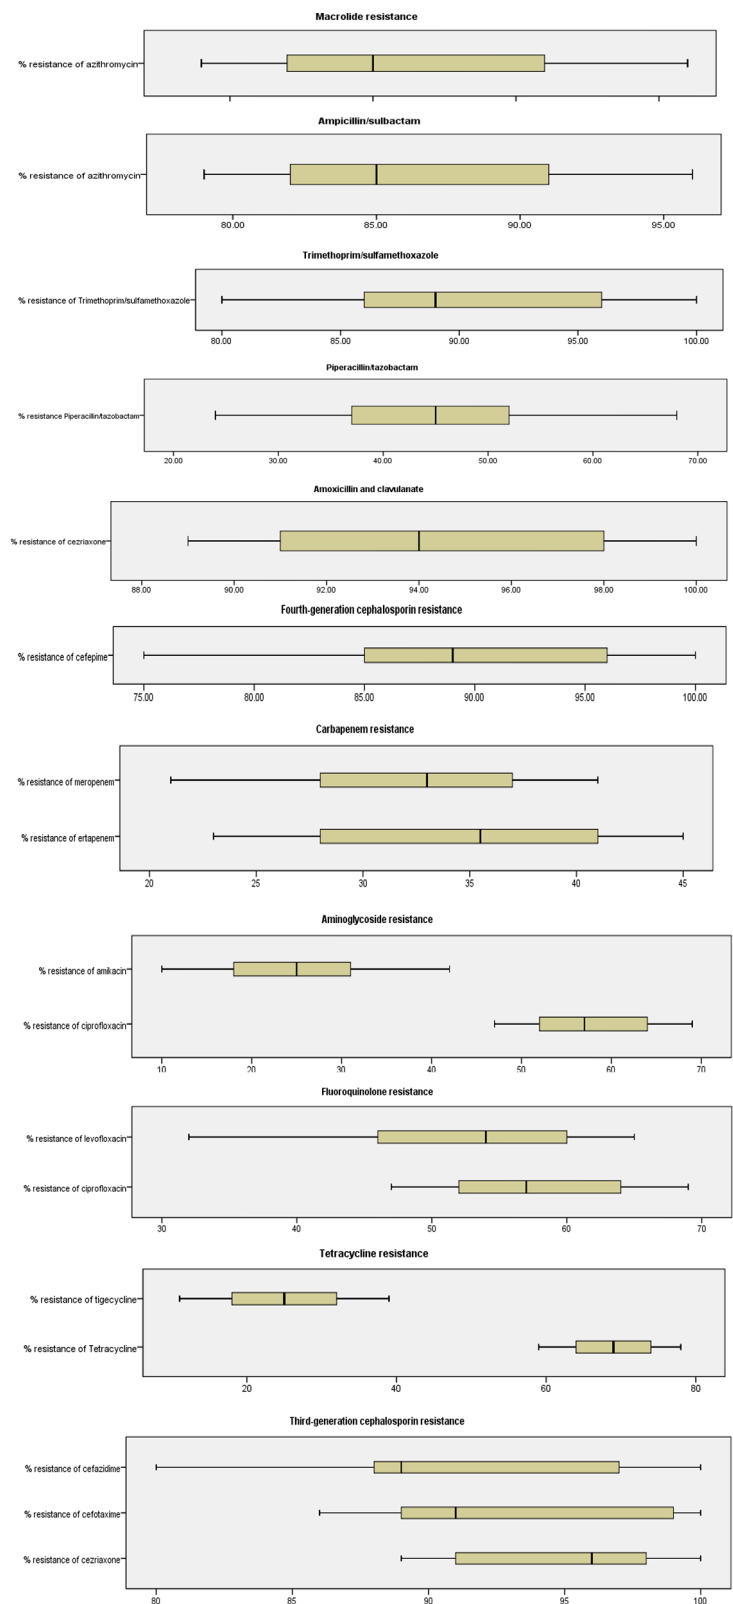 Macrolide resistance
% resistance of azithromycin
Ampicillin/sulbactam
% resistance of azithromycin
80.00 85.00 90.00 95.00
Trimethoprim/sulfamethoxazole
% resistance of Trimethoprim/sulfamethoxazole
80.00 85.00 90.00 95.00 100.00
Piperacillin/tazobactam
% resistance Piperacillin/tazobactam
20.00 30.00 40.00 50.00 60.00 70.00
Amoxicillin and clavulanate
% resistance of cezriaxone
88.00 90.00 92.00 94.00 96.00 98.00 100.00
Fourth-generation cephalosporin resistance
% resistance of cefepime
75.00 80.00 85.00 90.00 95.00 100.00
Carbapenem resistance
% resistance of meropenem
% resistance of ertapenem
20 25 30 35 40 45
Aminoglycoside resistance
% resistance of amikacin
% resistance of ciprofloxacin
10 20 30 40 50 60 70
Fluoroquinolone resistance
% resistance of levofloxacin
% resistance of ciprofloxacin
30 40 50 60 70
Tetracycline resistance
% resistance of tigecycline
% resistance of Tetracycline
20 40 60 80
Third-generation cephalosporin resistance
% resistance of cefazidime
% resistance of cefotaxime
% resistance of cezriaxone
80 85 90 95 100